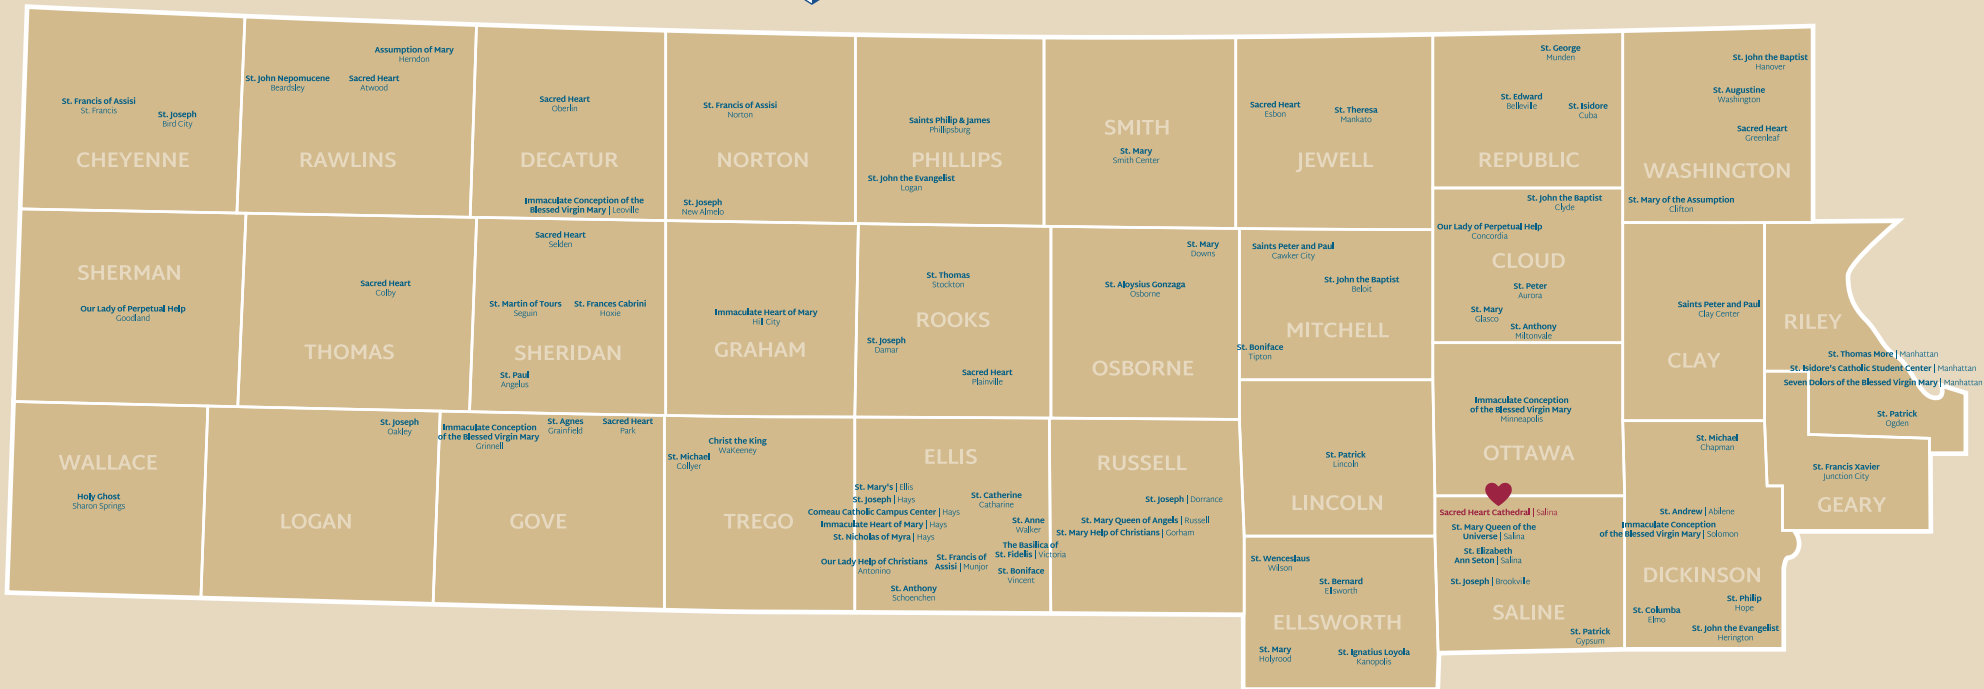 St. Francis of Assisi
St. Francis
St. Joseph
Bird City
CHEYENNE
Assumption of Mary
Herndon
St. John Nepomucene
Beardsley
Sacred Heart
Atwood
RAWLINS
Sacred Heart
Oberlin
DECATUR
Immaculate Conception of the
Blessed Virgin Mary | Leoville
St. Francis of Assisi
Norton
NORTON
St. Joseph
New Almelo
Saints Philip & James
Phillipsburg
PHILLIPS
St. John the Evangelist
Logan
SMITH
St. Mary
Smith Center
Sacred Heart
Esbon
St. Theresa
Mankato
JEWELL
St. George
Munden
St. Edward
Belleville
St. Isidore
Cuba
REPUBLIC
St. John the Baptist
Hanover
St. Augustine
Washington
Sacred Heart
Greenleaf
WASHINGTON
St. Mary of the Assumption
Clifton
SHERMAN
Our Lady of Perpetual Help
Goodland
Sacred Heart
Colby
THOMAS
Sacred Heart
Selden
St. Martin of Tours
Seguin
St. Frances Cabrini
Hoxie
SHERIDAN
St. Paul
Angelus
Immaculate Heart of Mary
Hill City
GRAHAM
St. Thomas
Stockton
ROOKS
St. Joseph
Damar
Sacred Heart
Plainville
St. Mary
Downs
St. Aloysius Gonzaga
Osborne
OSBORNE
Saints Peter and Paul
Cawker City
St. John the Baptist
Beloit
MITCHELL
St. Boniface
Tipton
St. John the Baptist
Clyde
Our Lady of Perpetual Help
Concordia
CLOUD
St. Peter
Aurora
St. Mary
Glasco
St. Anthony
Miltonvale
Saints Peter and Paul
Clay Center
CLAY
RILEY
St. Thomas More | Manhattan
St. Isidore's Catholic Student Center | Manhattan
Seven Dolors of the Blessed Virgin Mary | Manhattan
St. Patrick
Ogden
WALLACE
Holy Ghost
Sharon Springs
St. Joseph
Oakley
LOGAN
Immaculate Conception
of the Blessed Virgin Mary
Grinnell
St. Agnes
Grainfield
Sacred Heart
Park
GOVE
Christ the King
WaKeeney
St. Michael
Collyer
TREGO
ELLIS
St. Mary's | Ellis
St. Joseph | Hays
Comeau Catholic Campus Center | Hays
Immaculate Heart of Mary | Hays
St. Nicholas of Myra | Hays
Our Lady Help of Christians
Antonino
St. Anthony
Schoenchen
St. Catherine
Catharine
St. Anne
Walker
The Basilica of
St. Fidelis | Victoria
St. Francis of
Assisi | Munjor
St. Boniface
Vincent
RUSSELL
St. Joseph | Dorrance
St. Mary Queen of Angels | Russell
St. Mary Help of Christians | Gorham
St. Patrick
Lincoln
LINCOLN
Immaculate Conception
of the Blessed Virgin Mary
Minneapolis
OTTAWA
St. Michael
Chapman
St. Andrew | Abilene
Immaculate Conception
of the Blessed Virgin Mary | Solomon
DICKINSON
St. Philip
Hope
St. Columba
Elmo
St. John the Evangelist
Herington
St. Francis Xavier
Junction City
GEARY
Sacred Heart Cathedral | Salina
St. Mary Queen of the
Universe | Salina
St. Elizabeth
Ann Seton | Salina
St. Joseph | Brookville
SALINE
St. Patrick
Gypsum
St. Wenceslaus
Wilson
St. Bernard
Ellsworth
ELLSWORTH
St. Mary
Holyrood
St. Ignatius Loyola
Kanopolis